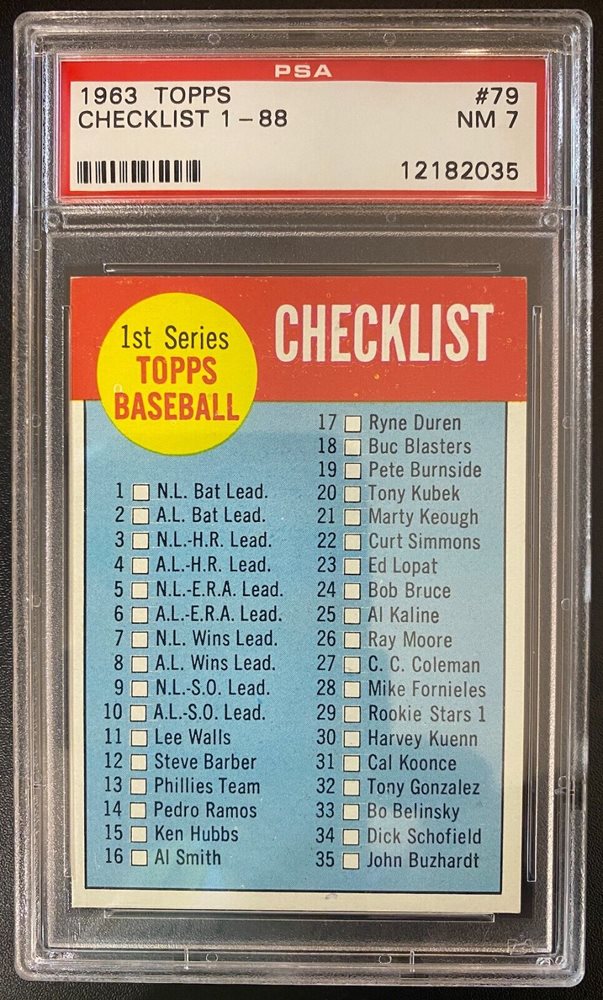 PSA
1963 TOPPS #79
CHECKLIST 1-88 NM 7
12182035
1st Series
TOPPS
BASEBALL
CHECKLIST
1 N.L. Bat Lead.
2 A.L. Bat Lead.
3 N.L.-H.R. Lead.
4 A.L.-H.R. Lead.
5 N.L.-E.R.A. Lead.
6 A.L.-E.R.A. Lead.
7 N.L. Wins Lead.
8 A.L. Wins Lead.
9 N.L.-S.O. Lead.
10 A.L.-S.O. Lead.
11 Lee Walls
12 Steve Barber
13 Phillies Team
14 Pedro Ramos
15 Ken Hubbs
16 Al Smith
17 Ryne Duren
18 Buc Blasters
19 Pete Burnside
20 Tony Kubek
21 Marty Keough
22 Curt Simmons
23 Ed Lopat
24 Bob Bruce
25 Al Kaline
26 Ray Moore
27 C. C. Coleman
28 Mike Fornieles
29 Rookie Stars 1
30 Harvey Kuenn
31 Cal Koonce
32 Tony Gonzalez
33 Bo Belinsky
34 Dick Schofield
35 John Buzhardt
PSA